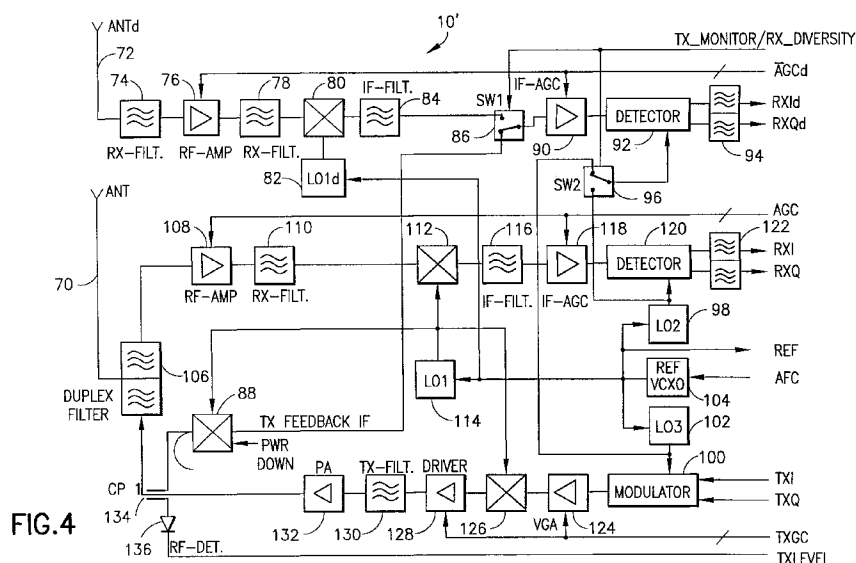 10'
ANTd
72
74
76
78
80
IF-FILT.
84
SW1
86
IF-AGC
TX_MONITOR/RX_DIVERSITY
AGCd
RX-FILT.
RF-AMP
RX-FILT.
82
LO1d
90
DETECTOR
92
94
RXId
RXQd
SW2
96
ANT
70
108
110
112
116
118
120
122
AGC
RXI
RXQ
RF-AMP
RX-FILT.
IF-FILT.
IF-AGC
DETECTOR
LO2
98
REF
DUPLEX
FILTER
106
88
TX FEEDBACK IF
PWR
DOWN
LO1
114
REF
VCXO
104
AFC
LO3
102
100
MODULATOR
TXI
TXQ
CP 1
134
PA
132
TX-FILT.
130
DRIVER
128
126
VGA
124
TXGC
136
RF-DET.
TXLEVEL
FIG.4